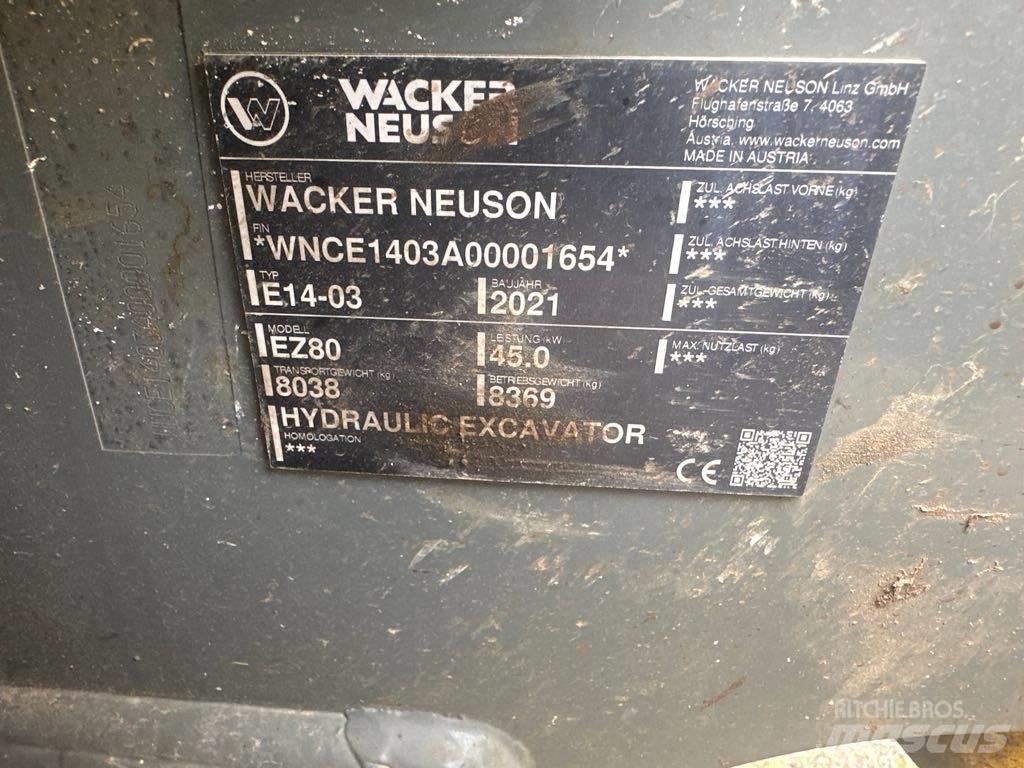 WACKER
NEUSON
WACKER NEUSON Linz GmbH
Flughafenstraße 7, 4063
Hörsching
Austria, www.wackerneuson.com
MADE IN AUSTRIA
HERSTELLER
WACKER NEUSON
FIN
*WNCE1403A00001654*
TYP
E14-03
BAUJAHR
2021
MODELL
EZ80
LEISTUNG (kW
45.0
TRANSPORTGEWICHT (kg)
8038
BETRIEBSGEWICHT (kg)
8369
HYDRAULIC EXCAVATOR
HOMOLOGATION
***
ZUL. ACHSLAST VORNE (kg)
***
ZUL. ACHSLAST HINTEN (kg)
***
ZUL. GESAMTGEWICHT (kg)
***
MAX. NUTZLAST (kg)
***
CE
RITCHIE BROS.
mascus